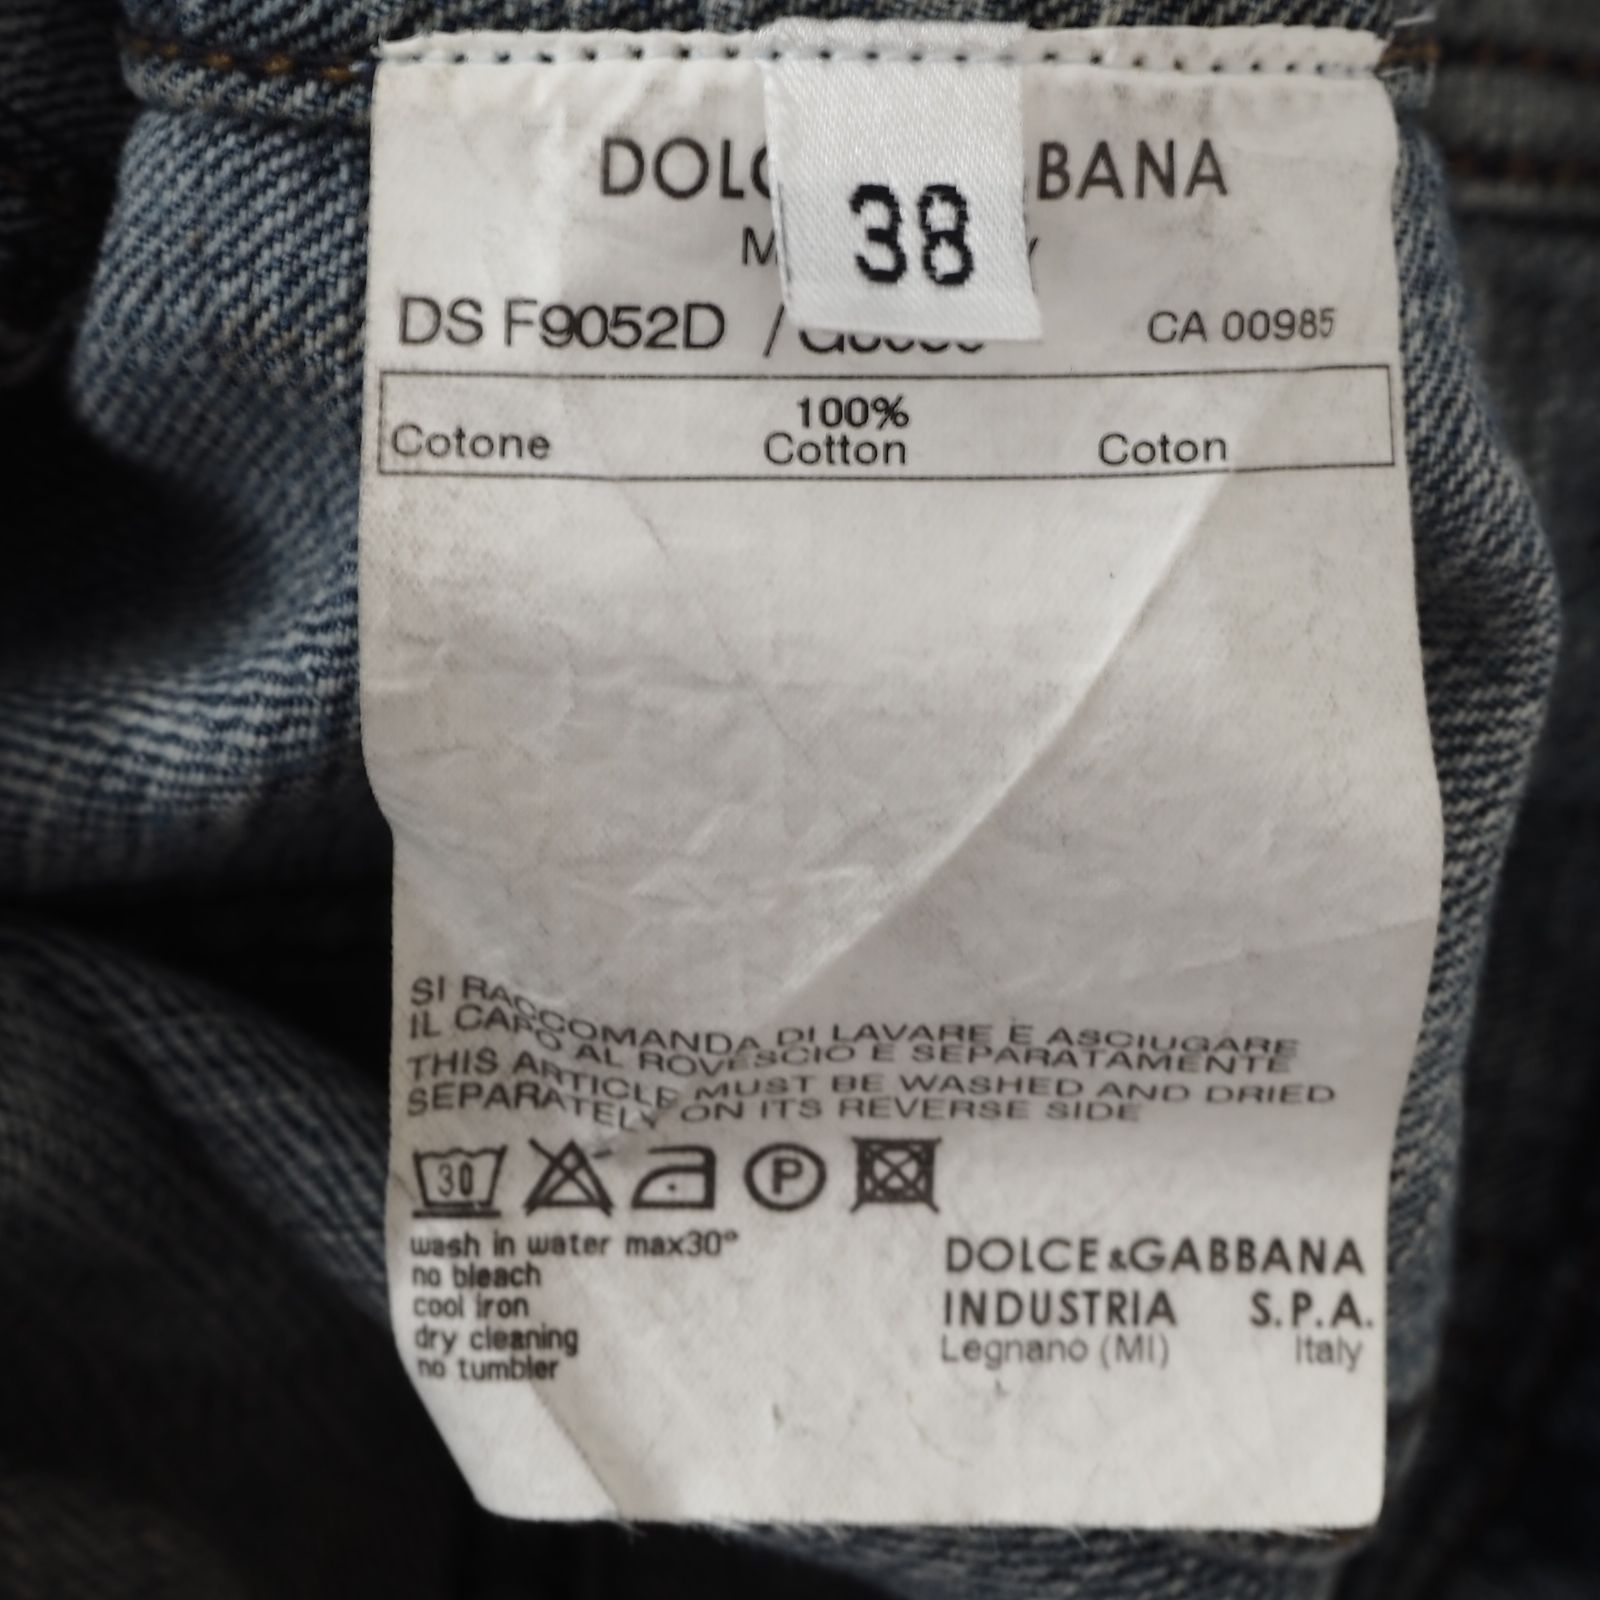 38
DS F9052D / CA 00985
100%
Cotone Cotton Coton
SI RACCOMANDA DI LAVARE E ASCIUGARE
IL CAPO AL ROVESCIO E SEPARATAMENTE
THIS ARTICLE MUST BE WASHED AND DRIED
SEPARATELY ON ITS REVERSE SIDE
30 P
wash in water max30°
no bleach
cool iron
dry cleaning
no tumbler
DOLCE&GABBANA
INDUSTRIA S.P.A.
Legnano (MI) Italy